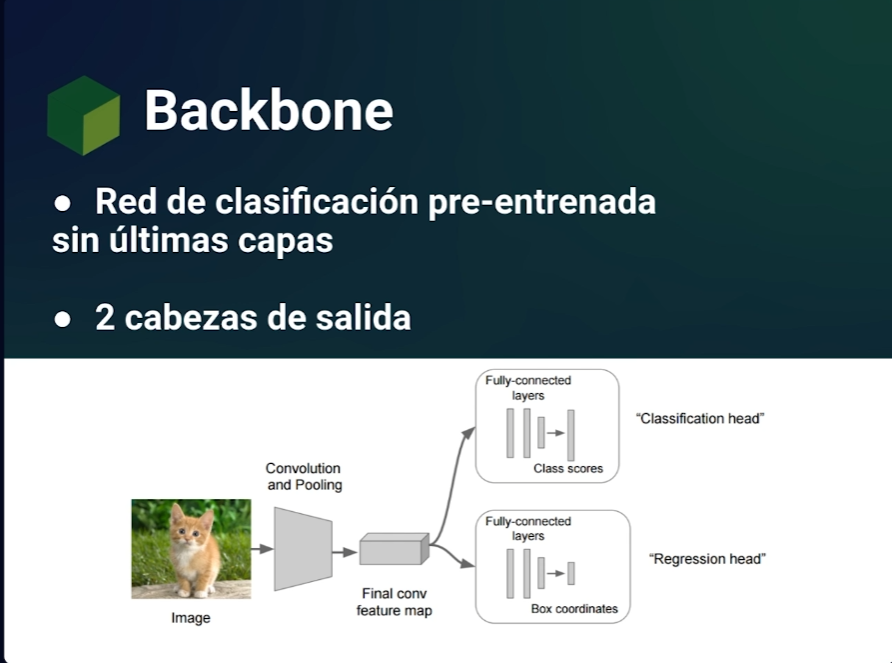 Backbone
● Red de clasificación pre-entrenada
sin últimas capas
● 2 cabezas de salida
Fully-connected
layers
Class scores
“Classification head”
Convolution
and Pooling
Image
Final conv
feature map
Fully-connected
layers
Box coordinates
“Regression head”